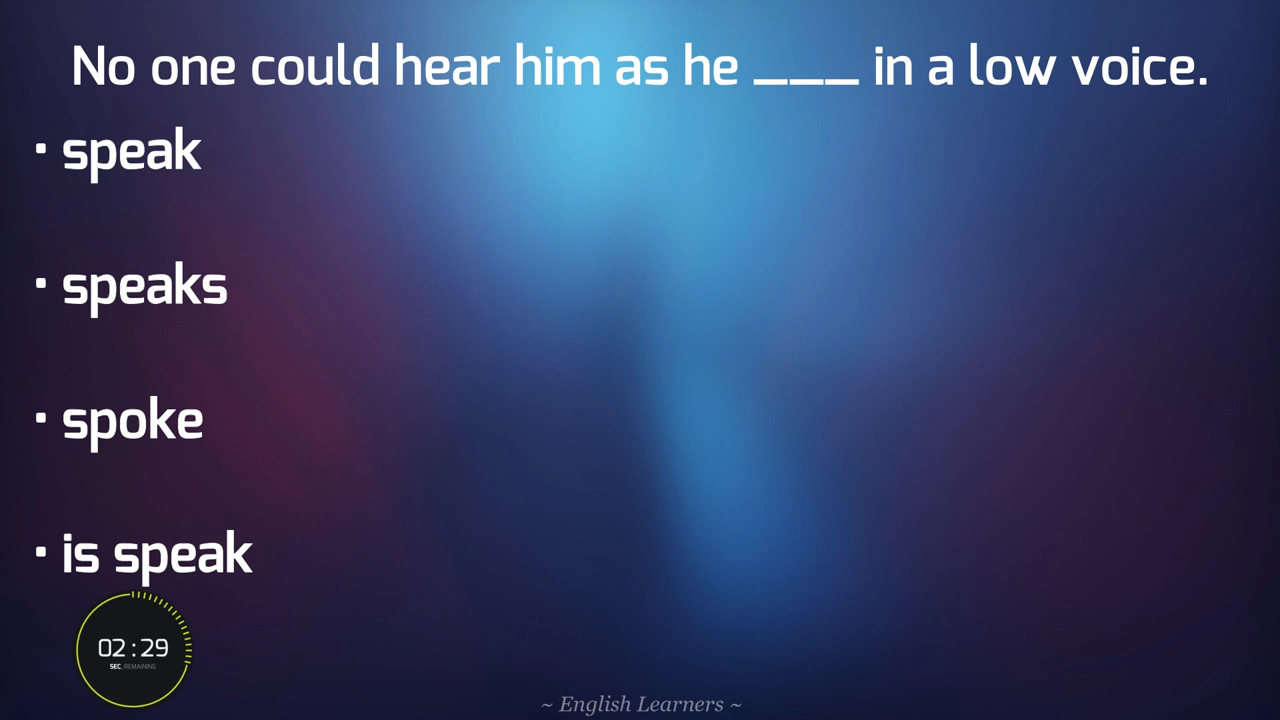 No one could hear him as he ___ in a low voice.
· speak
· speaks
· spoke
· is speak
02 : 29
SEC. REMAINING
~ English Learners ~